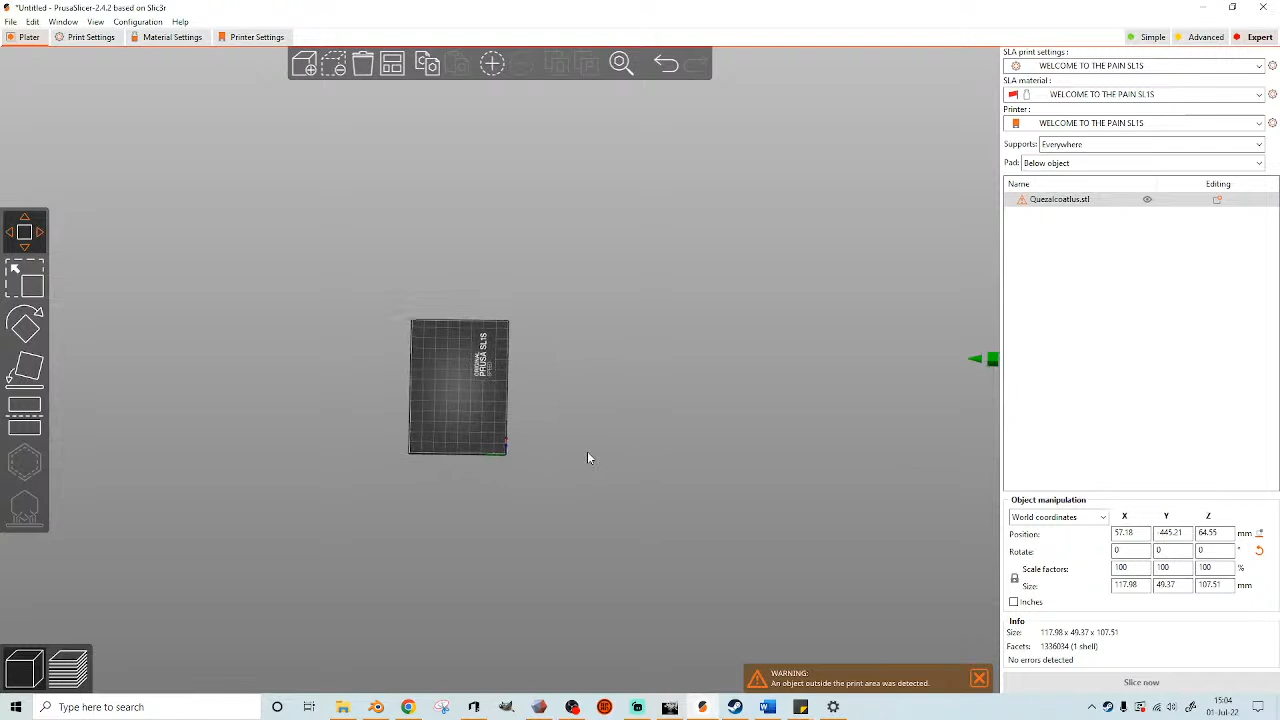 *Untitled - PrusaSlicer-2.4.2 based on Slic3r
File Edit Window View Configuration Help
Plater Print Settings Material Settings Printer Settings Simple Advanced Expert
SLA print settings :
WELCOME TO THE PAIN SL1S
SLA material :
WELCOME TO THE PAIN SL1S
Printer :
WELCOME TO THE PAIN SL1S
Supports: Everywhere
Pad: Below object
Name Editing
Quezalcoatlus.stl
ORIGINAL
PRUSA SL1S
SPEED
Object manipulation
World coordinates X Y Z
Position: 57.18 -445.21 64.55 mm
Rotate: 0 0 0 °
Scale factors: 100 100 100 %
Size: 117.98 49.37 107.51 mm
Inches
Info
Size: 117.98 x 49.37 x 107.51
Facets: 1336034 (1 shell)
No errors detected
Slice now
WARNING:
An object outside the print area was detected.
Type here to search
15:04
01-Jul-22